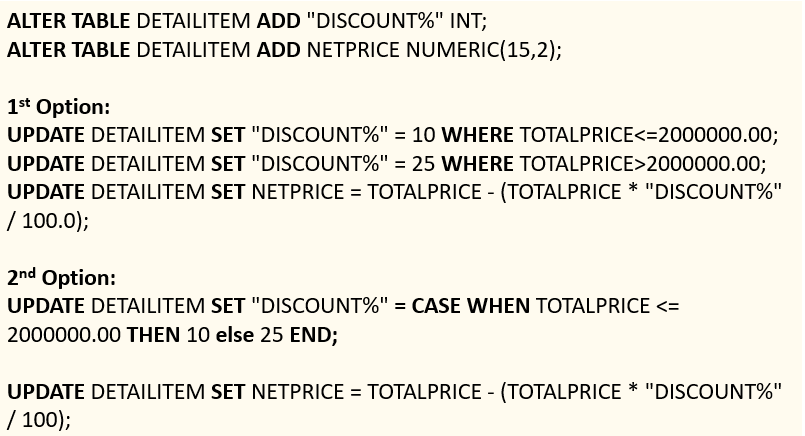 ALTER TABLE DETAILITEM ADD "DISCOUNT%" INT;
ALTER TABLE DETAILITEM ADD NETPRICE NUMERIC(15,2);
1st Option:
UPDATE DETAILITEM SET "DISCOUNT%" = 10 WHERE TOTALPRICE<=2000000.00;
UPDATE DETAILITEM SET "DISCOUNT%" = 25 WHERE TOTALPRICE>2000000.00;
UPDATE DETAILITEM SET NETPRICE = TOTALPRICE - (TOTALPRICE * "DISCOUNT%"
/ 100.0);
2nd Option:
UPDATE DETAILITEM SET "DISCOUNT%" = CASE WHEN TOTALPRICE <=
2000000.00 THEN 10 else 25 END;
UPDATE DETAILITEM SET NETPRICE = TOTALPRICE - (TOTALPRICE * "DISCOUNT%"
/ 100);